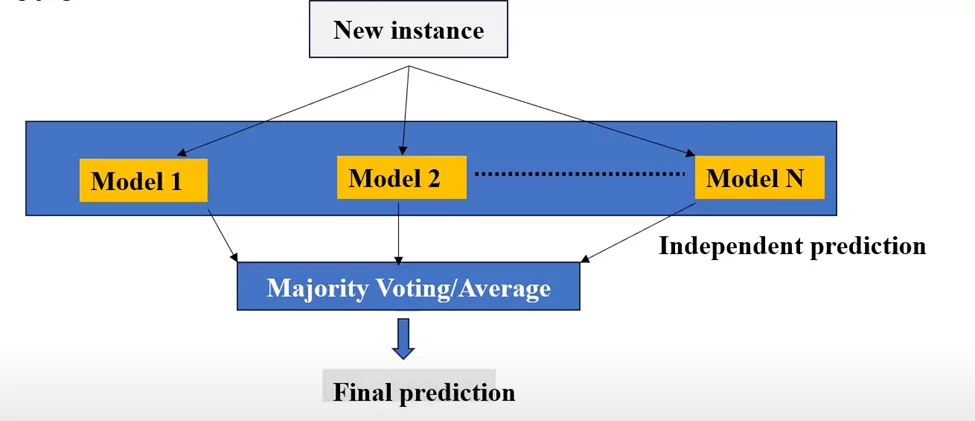 New instance
Model 1
Model 2
Model N
Independent prediction
Majority Voting/Average
Final prediction